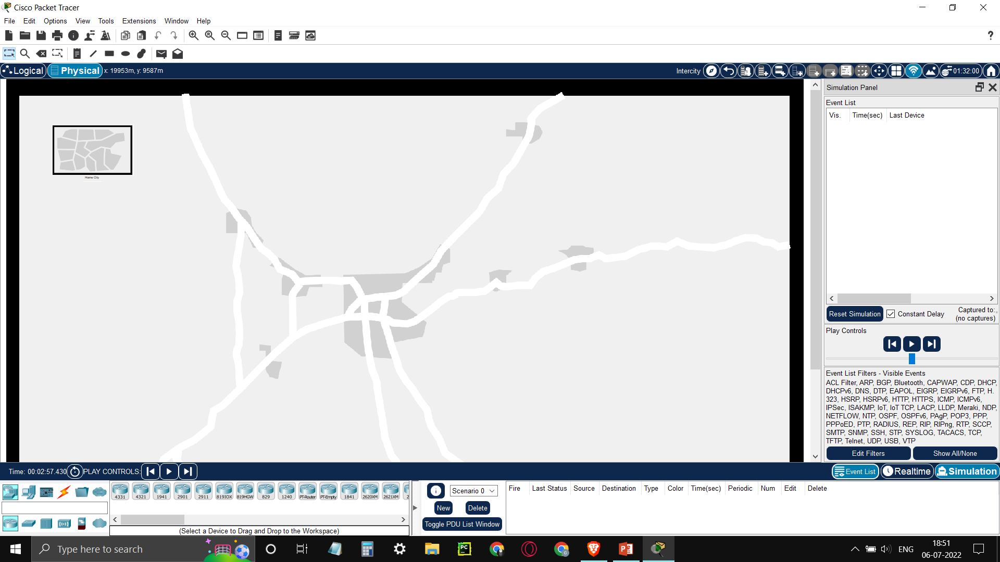 Cisco Packet Tracer
File Edit Options View Tools Extensions Window Help
Logical Physical x: 19953m, y: 9587m Intercity 01:32:00
Home City
Simulation Panel
Event List
Vis. Time(sec) Last Device
Reset Simulation Constant Delay Captured to:
(no captures)
Play Controls
Event List Filters - Visible Events
ACL Filter, ARP, BGP, Bluetooth, CAPWAP, CDP, DHCP,
DHCPv6, DNS, DTP, EAPOL, EIGRP, EIGRPv6, FTP, H.
323, HSRP, HSRPv6, HTTP, HTTPS, ICMP, ICMPv6,
IPSec, ISAKMP, IoT, IoT TCP, LACP, LLDP, Meraki, NDP,
NETFLOW, NTP, OSPF, OSPFv6, PAgP, POP3, PPP,
PPPoED, PTP, RADIUS, REP, RIP, RIPng, RTP, SCCP,
SMTP, SNMP, SSH, STP, SYSLOG, TACACS, TCP,
TFTP, Telnet, UDP, USB, VTP
Edit Filters Show All/None
Time: 00:02:57.430 PLAY CONTROLS: Event List Realtime Simulation
4331 4321 1941 2901 2911 819IOX 819HGW 829 1240 PT-Router PT-Empty 1841 2620XM 2621XM 2
(Select a Device to Drag and Drop to the Workspace)
Scenario 0
New Delete
Toggle PDU List Window
Fire Last Status Source Destination Type Color Time(sec) Periodic Num Edit Delete
Type here to search
ENG
18:51
06-07-2022